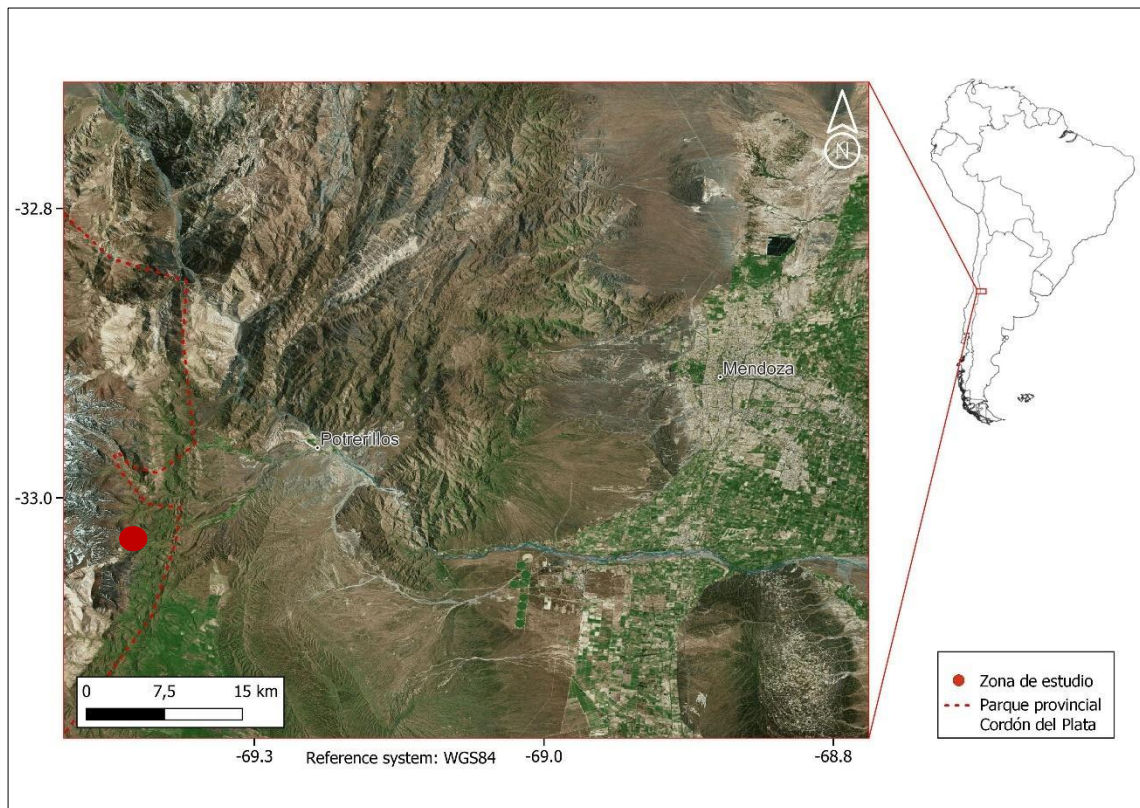 N
-32.8
Mendoza
Potrerillos
-33.0
0 7,5 15 km
-69.3 -69.0 -68.8
Reference system: WGS84
Zona de estudio
Parque provincial
Cordón del Plata